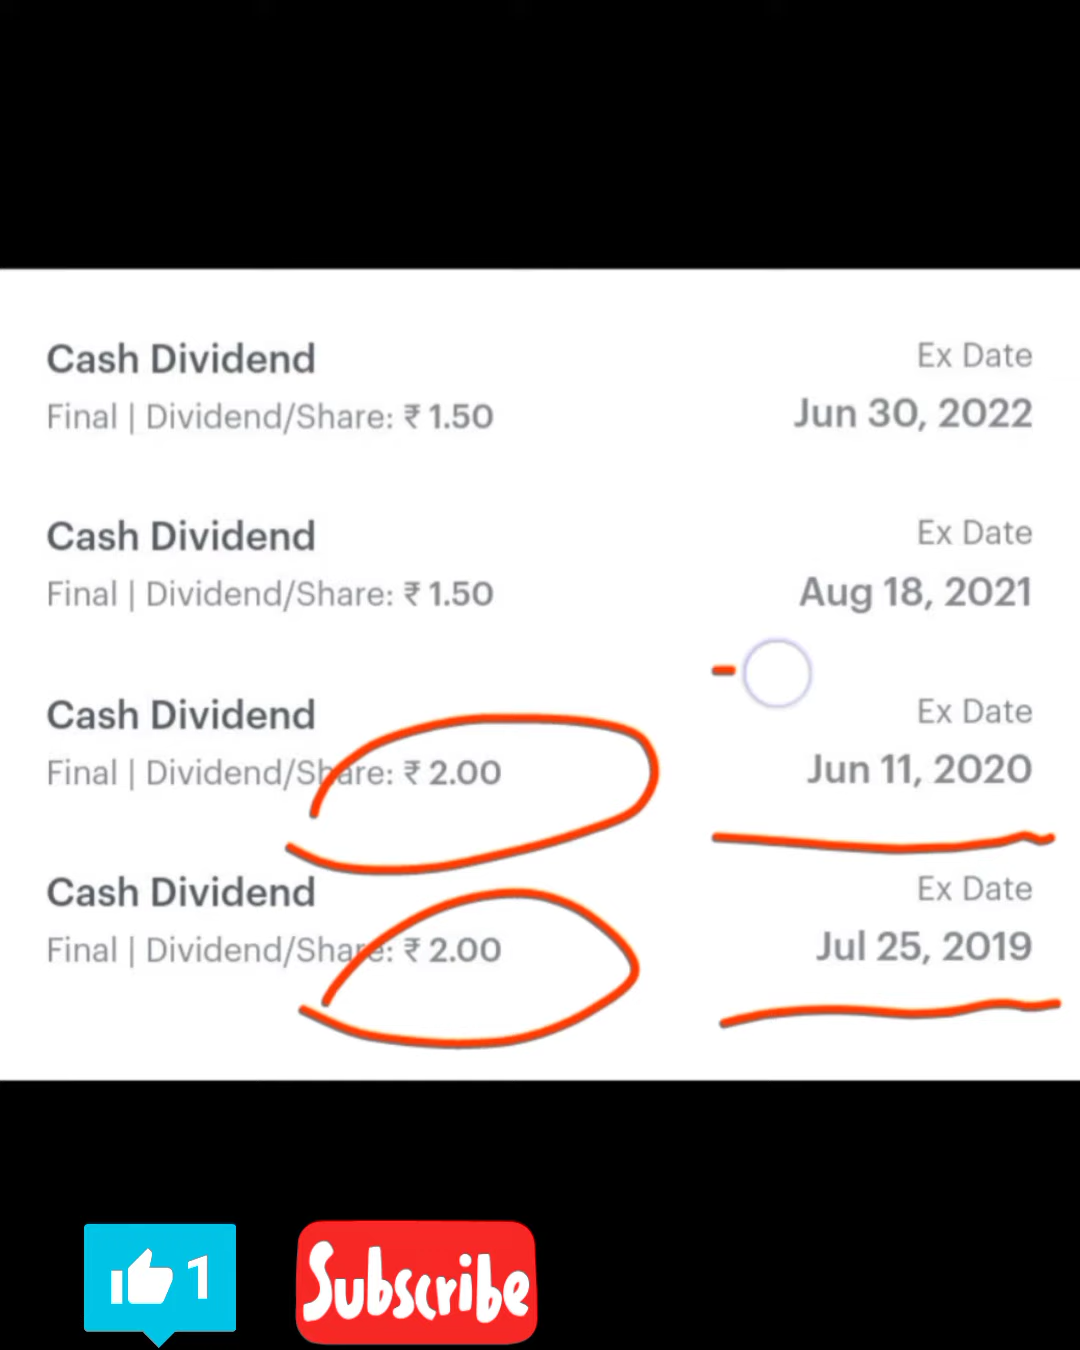 Cash Dividend
Ex Date
Final | Dividend/Share: ₹ 1.50
Jun 30, 2022
Cash Dividend
Ex Date
Final | Dividend/Share: ₹ 1.50
Aug 18, 2021
Cash Dividend
Ex Date
Final | Dividend/Share: ₹ 2.00
Jun 11, 2020
Cash Dividend
Ex Date
Final | Dividend/Share: ₹ 2.00
Jul 25, 2019
1
Subscribe